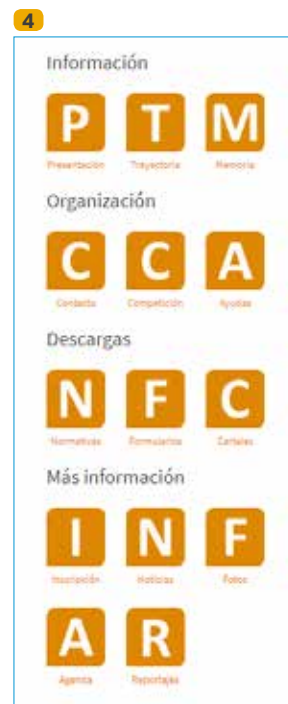 4
Información
P T M
Presentación Trayectoria Memoria
Organización
C C A
Contacto Competición Ayudas
Descargas
N F C
Normativas Formularios Carteles
Más información
I N F
Inscripción Noticias Fotos
A R
Agenda Reportajes